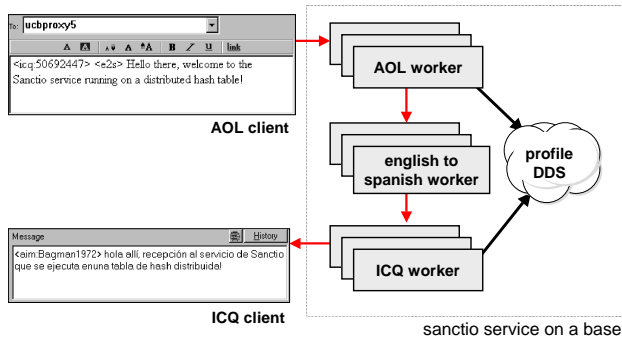 To: ucbproxy5
A A A A A B I U link
<icq:50692447> <e2s> Hello there, welcome to the
Sanctio service running on a distributed hash table!
AOL client
AOL worker
english to
spanish worker
profile
DDS
Message
History
<aim:Bagman1972> hola allí, recepción al servicio de Sanctio
que se ejecuta enuna tabla de hash distribuida!
ICQ worker
ICQ client
sanctio service on a base